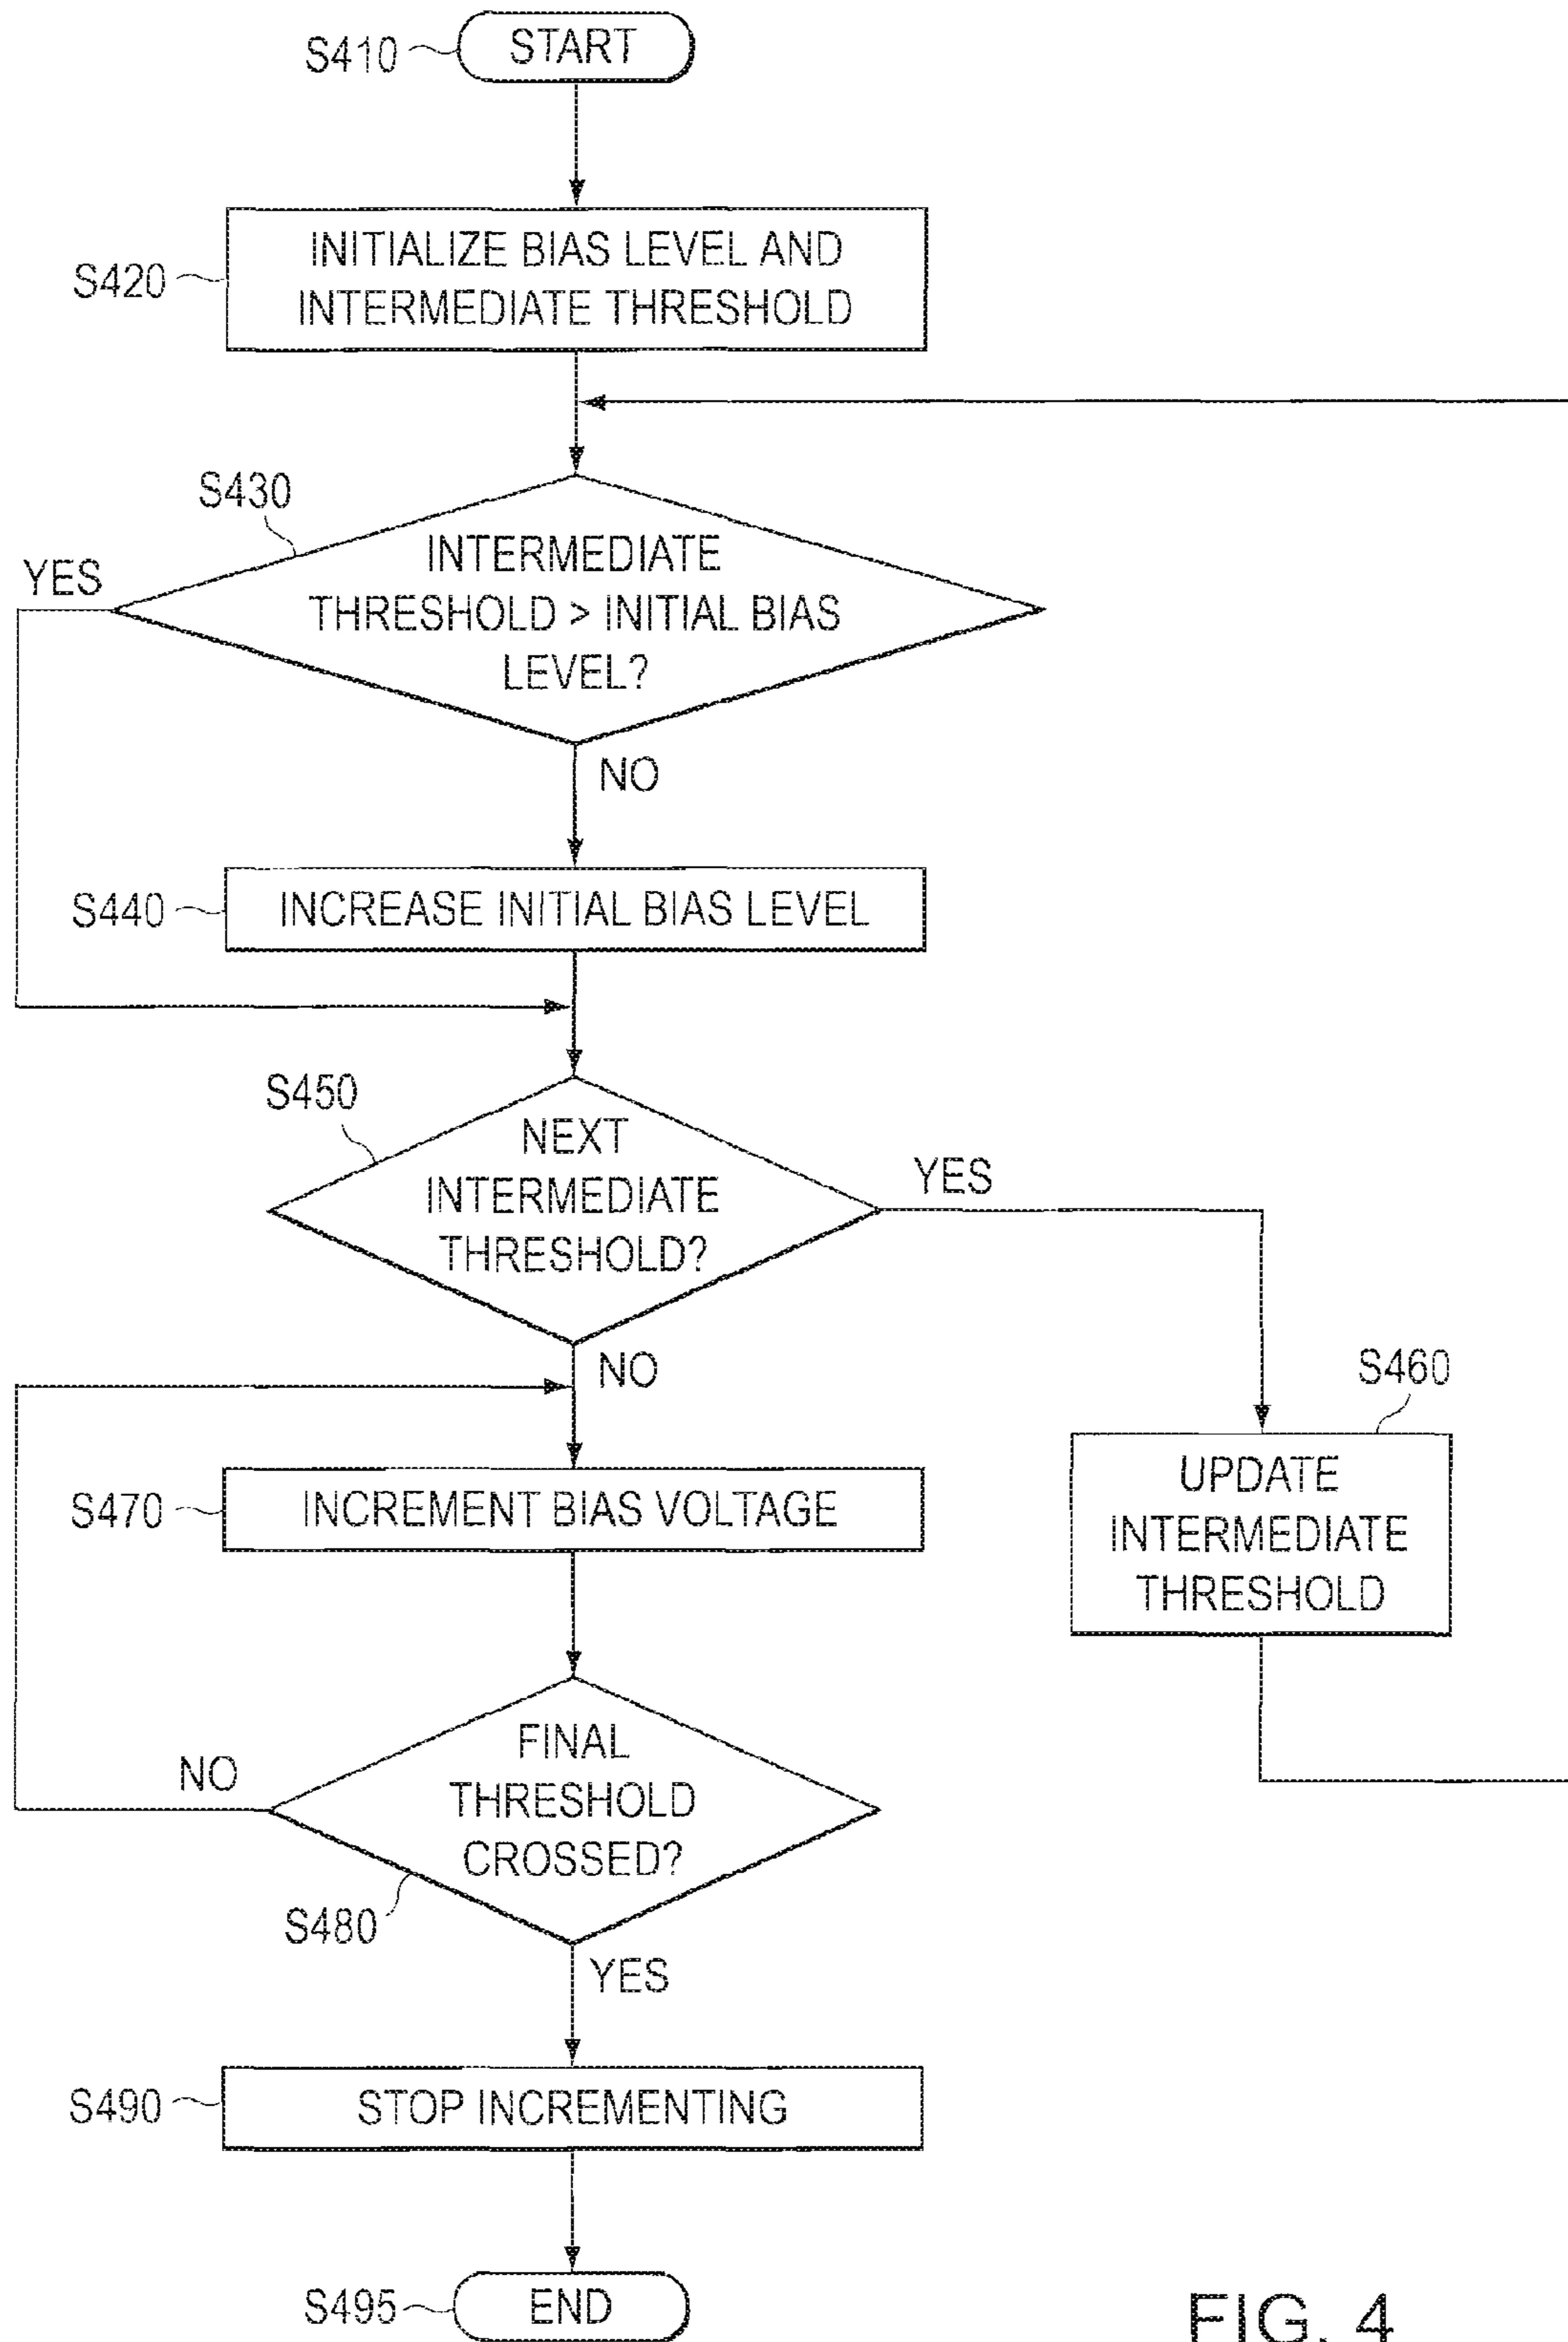 S410
START
S420
INITIALIZE BIAS LEVEL AND
INTERMEDIATE THRESHOLD
S430
YES
INTERMEDIATE
THRESHOLD > INITIAL BIAS
LEVEL?
NO
S440
INCREASE INITIAL BIAS LEVEL
S450
NEXT
INTERMEDIATE
THRESHOLD?
YES
NO
S460
UPDATE
INTERMEDIATE
THRESHOLD
S470
INCREMENT BIAS VOLTAGE
FINAL
THRESHOLD
CROSSED?
NO
S480
YES
S490
STOP INCREMENTING
S495
END
FIG. 4